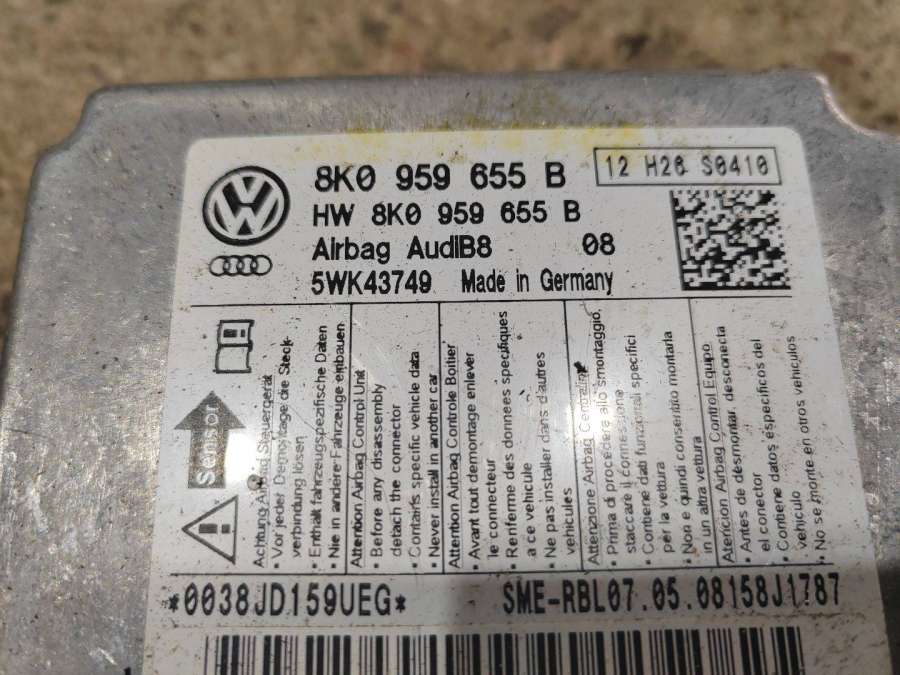 8K0 959 655 B
12 H26 S0410
HW 8K0 959 655 B
Airbag AudiB8 08
5WK43749 Made in Germany
Sensor
Achtung Airbag Steuergerät
• Vor jeder Demontage die Steck-
verbindung lösen
• Enthält fahrzeugspezifische Daten
• Nie in andere Fahrzeuge einbauen
Attention Airbag Control Unit
• Before any disassembly
detach the connector
• Contains specific vehicle data
• Never install in another car
Attention Airbag Controle Boitier
• Avant tout demontage enlever
le connecteur
• Renferme des donnees specifiques
a ce vehicule
• Ne pas installer dans d'autres
vehicules
Attenzione Airbag Centralina
• Prima di procedere allo smontaggio,
staccare il connessione
• Contiene dati funzionali specifici
per la vettura
• Non e quindi consentito montarla
in un altra vettura
Atencion Airbag Control Equipo
• Antes de desmontar, desconecta
el conector
• Contiene datos especificos del
vehiculo
• No se monte en otros vehiculos
*0038JD159UEG* SME-RBL07.05.08158J1787